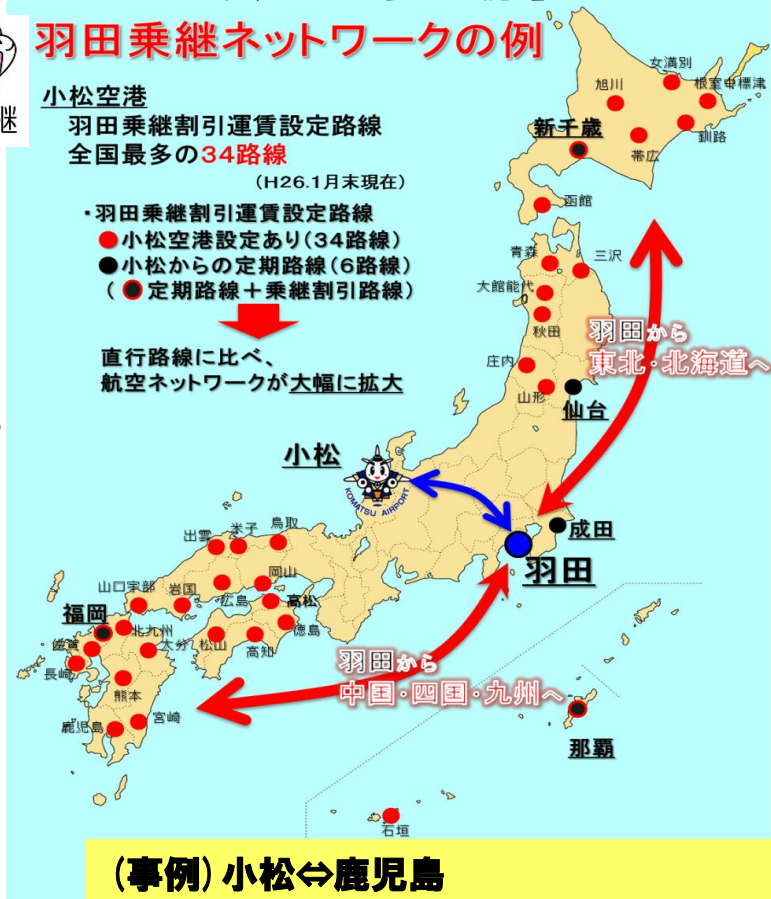 羽田乗継ネットワークの例
継
小松空港
羽田乗継割引運賃設定路線
全国最多の34路線
(H26.1月末現在)
・羽田乗継割引運賃設定路線
●小松空港設定あり(34路線)
●小松からの定期路線(6路線)
( 定期路線+乗継割引路線)
直行路線に比べ、
航空ネットワークが大幅に拡大
女満別
旭川
根室中標津
新千歳
釧路
帯広
函館
青森
三沢
大館能代
秋田
羽田から
東北・北海道へ
庄内
山形
仙台
小松
KOMATSU AIRPORT
成田
羽田
出雲
米子
鳥取
岡山
山口宇部
岩国
広島
高松
福岡
北九州
徳島
佐賀
大分
松山
高知
長崎
熊本
羽田から
中国・四国・九州へ
鹿児島
宮崎
那覇
石垣
(事例)小松⇔鹿児島